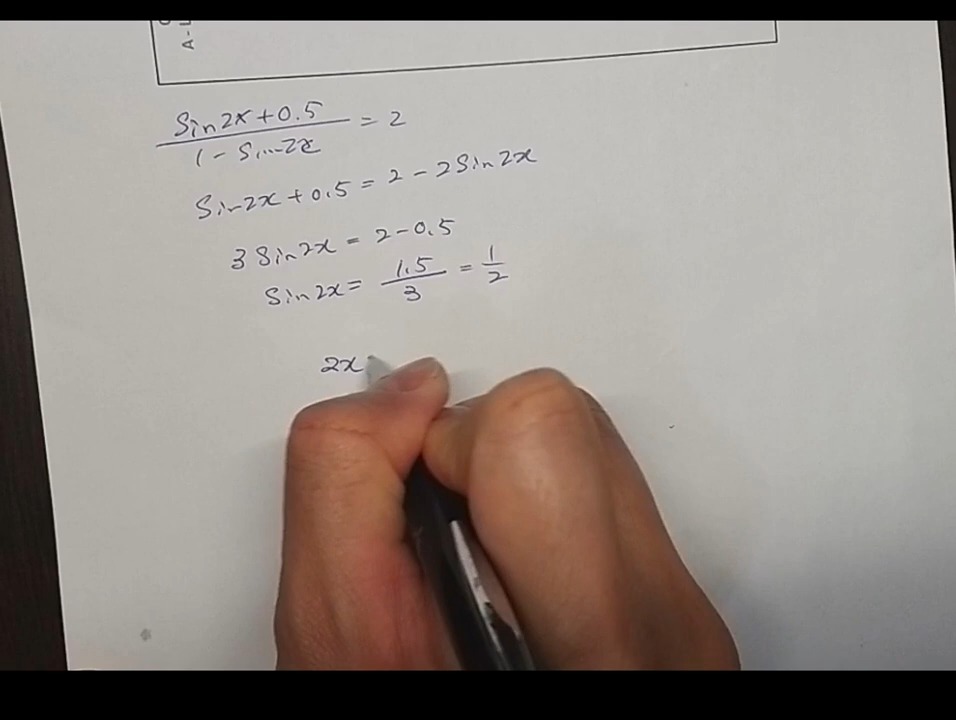 A-L
Sin2x+0.5 / 1-Sin2x = 2
Sin2x+0.5 = 2-2Sin2x
3Sin2x = 2-0.5
Sin2x = 1.5/3 = 1/2
2x